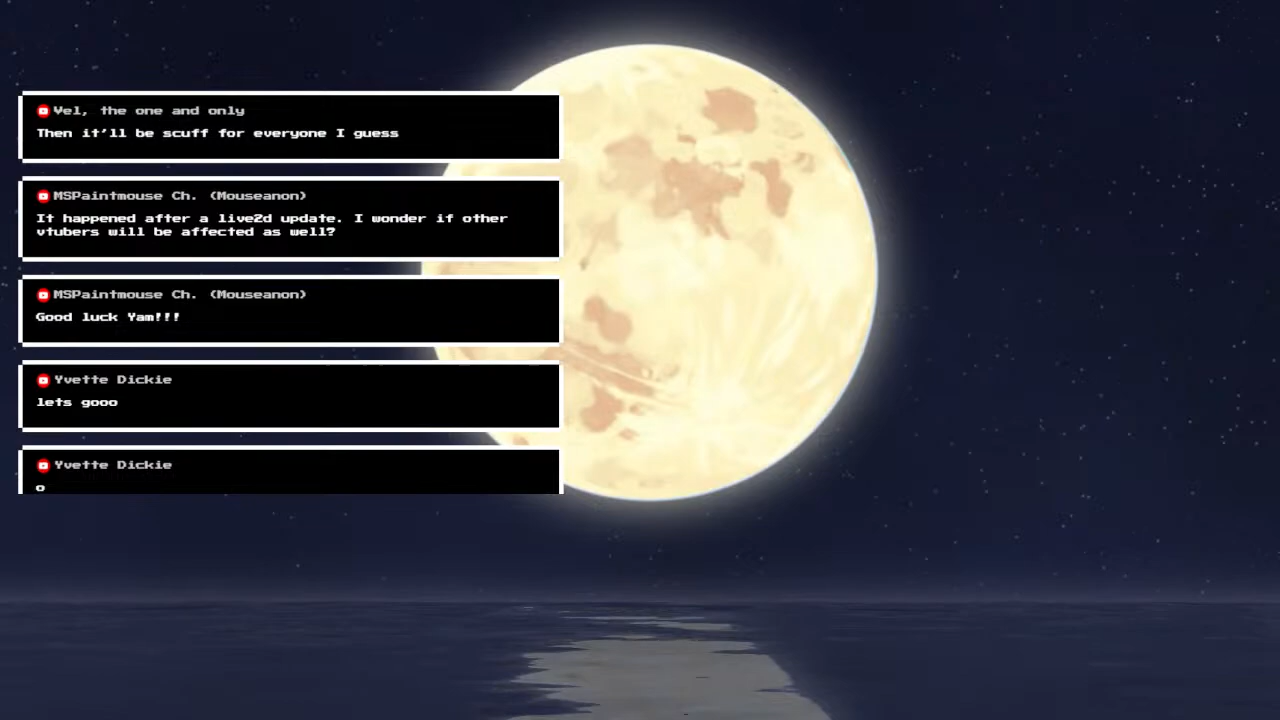 Vel, the one and only
Then it'll be scuff for everyone I guess
MSPaintmouse Ch. (Mouseanon)
It happened after a live2d update. I wonder if other
vtubers will be affected as well?
MSPaintmouse Ch. (Mouseanon)
Good luck Yam!!!
Yvette Dickie
lets gooo
Yvette Dickie
o